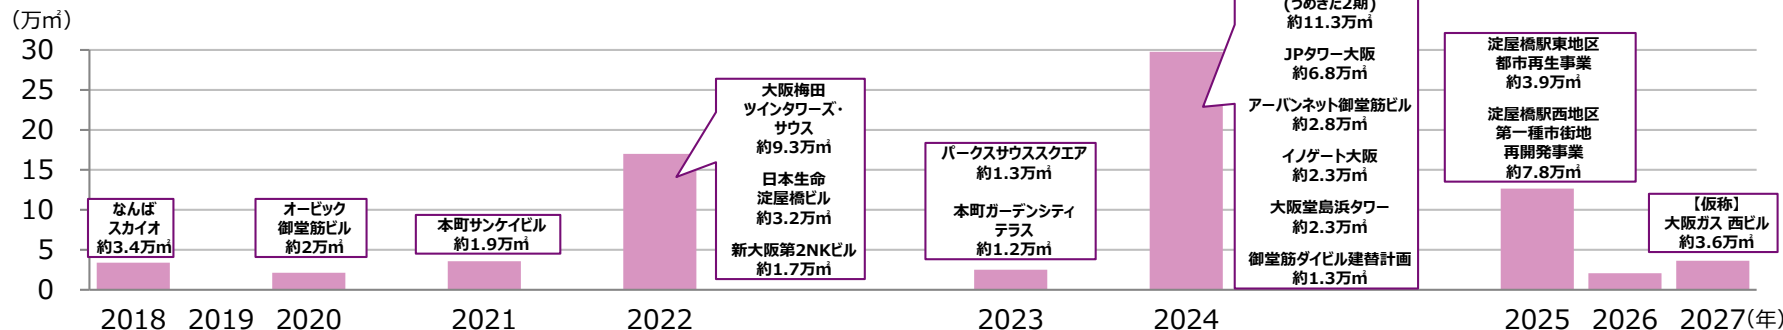 (万㎡)
30
25
20
15
10
5
0
なんば
スカイオ
約3.4万㎡
オービック
御堂筋ビル
約2万㎡
本町サンケイビル
約1.9万㎡
大阪梅田
ツインタワーズ・
サウス
約9.3万㎡
日本生命
淀屋橋ビル
約3.2万㎡
新大阪第2NKビル
約1.7万㎡
パークスサウススクエア
約1.3万㎡
本町ガーデンシティ
テラス
約1.2万㎡
(うめきた2期)
約11.3万㎡
JPタワー大阪
約6.8万㎡
アーバンネット御堂筋ビル
約2.8万㎡
イノゲート大阪
約2.3万㎡
大阪堂島浜タワー
約2.3万㎡
御堂筋ダイビル建替計画
約1.3万㎡
淀屋橋駅東地区
都市再生事業
約3.9万㎡
淀屋橋駅西地区
第一種市街地
再開発事業
約7.8万㎡
【仮称】
大阪ガス 西ビル
約3.6万㎡
2018 2019 2020 2021 2022 2023 2024 2025 2026 2027(年)